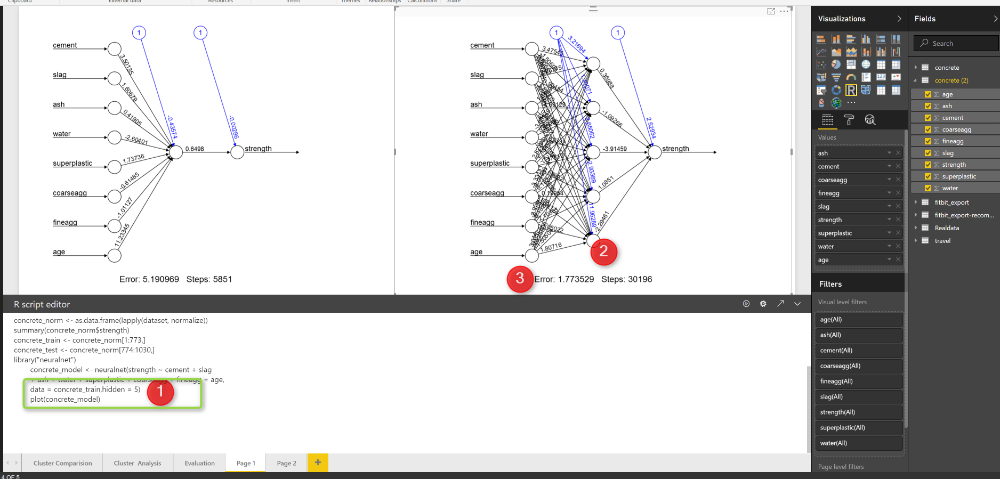 Clipboard
External data
Resources
Insert
Themes
Relationships
Calculations
Share
1
1
cement
slag
ash
water
superplastic
coarseagg
fineagg
age
3.50135
1.60679
0.41905
-2.60401
1.73736
-0.61485
-1.01127
11.23345
-0.43574
-0.00286
0.6498
strength
Error: 5.190969 Steps: 5851
1
1
cement
slag
ash
water
superplastic
coarseagg
fineagg
age
3.47545
3.21694
0.35988
-1.09266
-3.91459
1.0851
-2.29461
2.52934
2.93389
11.96289
0.19954
1.80716
strength
2
3
Error: 1.773529 Steps: 30196
R script editor
concrete_norm <- as.data.frame(lapply(dataset, normalize))
summary(concrete_norm$strength)
concrete_train <- concrete_norm[1:773,]
concrete_test <- concrete_norm[774:1030,]
library("neuralnet")
concrete_model <- neuralnet(strength ~ cement + slag
+ ash + water + superplastic + coarseagg + fineagg + age,
data = concrete_train,hidden = 5)
plot(concrete_model)
1
Cluster Comparision
Cluster Analysis
Evaluation
Page 1
Page 2
+
4 OF 5
Visualizations
R
123
Values
ash
cement
coarseagg
fineagg
slag
strength
superplastic
water
age
Filters
Visual level filters
age(All)
ash(All)
cement(All)
coarseagg(All)
fineagg(All)
slag(All)
strength(All)
superplastic(All)
water(All)
Page level filters
Fields
Search
concrete
concrete (2)
age
ash
cement
coarseagg
fineagg
slag
strength
superplastic
water
fitbit_export
fitbit_export-recom...
Realdata
travel